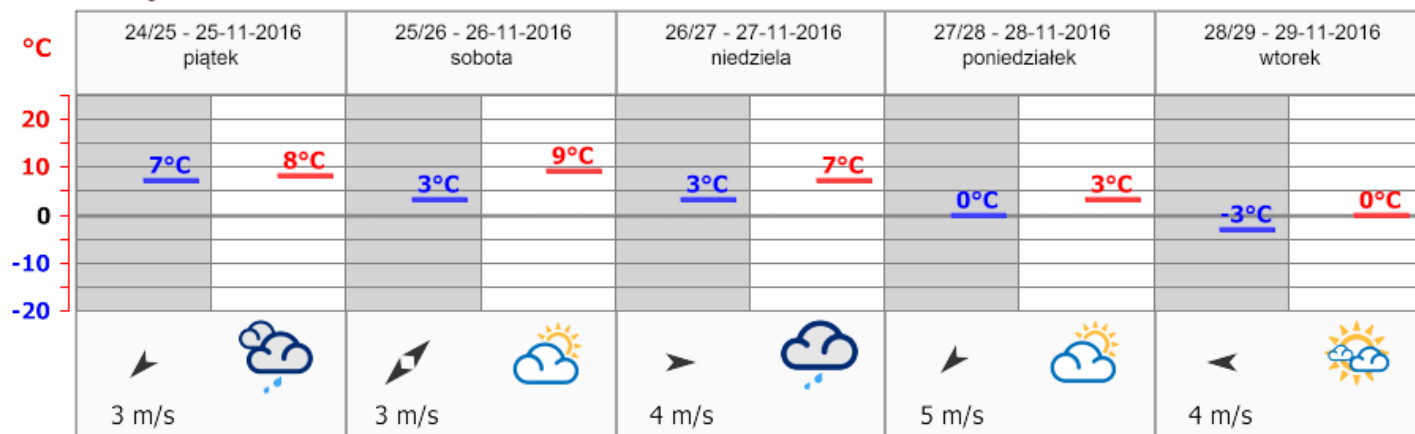 24/25 - 25-11-2016
piątek
25/26 - 26-11-2016
sobota
26/27 - 27-11-2016
niedziela
27/28 - 28-11-2016
poniedziałek
28/29 - 29-11-2016
wtorek
°C
20
10
0
-10
-20
7°C
8°C
3°C
9°C
3°C
7°C
0°C
3°C
-3°C
0°C
3 m/s
3 m/s
4 m/s
5 m/s
4 m/s